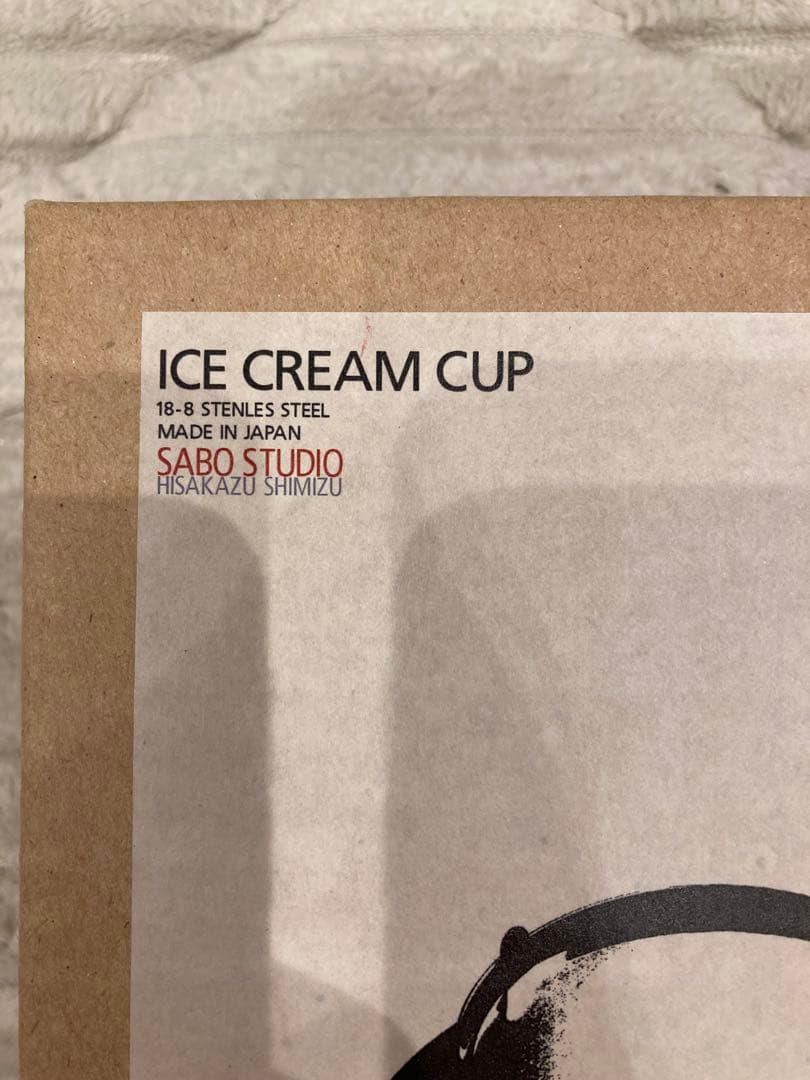 ICE CREAM CUP
18-8 STENLES STEEL
MADE IN JAPAN
SABO STUDIO
HISAKAZU SHIMIZU